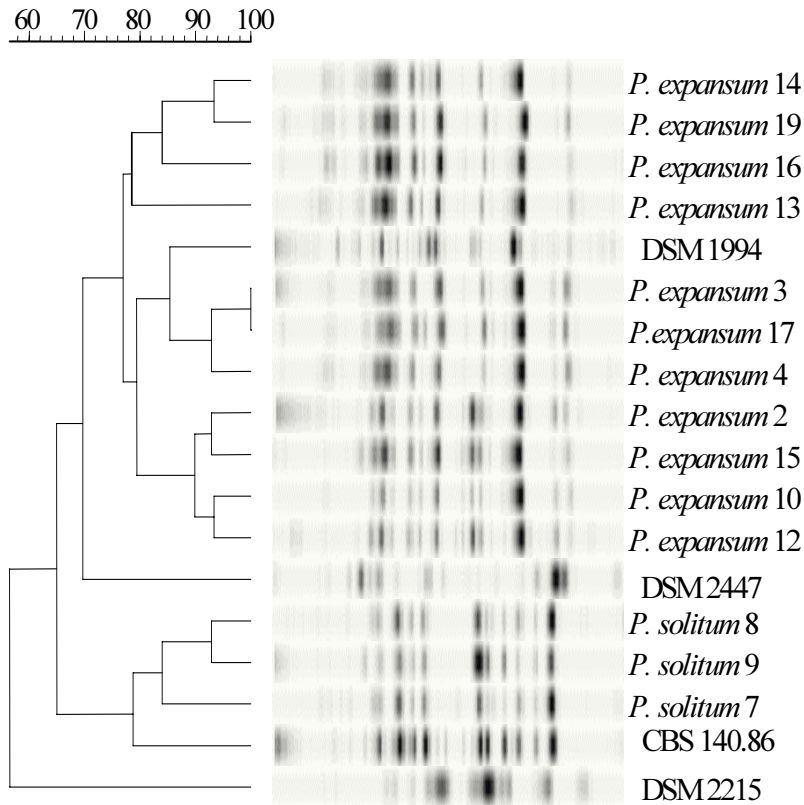 60 70 80 90 100
P. expansum 14
P. expansum 19
P. expansum 16
P. expansum 13
DSM 1994
P. expansum 3
P.expansum 17
P. expansum 4
P. expansum 2
P. expansum 15
P. expansum 10
P. expansum 12
DSM 2447
P. solitum 8
P. solitum 9
P. solitum 7
CBS 140.86
DSM 2215